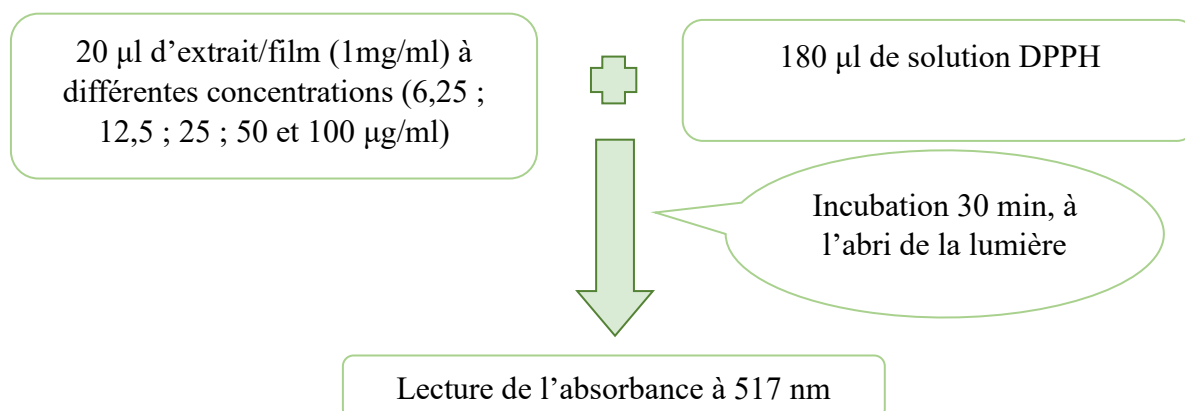 20 μl d’extrait/film (1mg/ml) à
différentes concentrations (6,25 ;
12,5 ; 25 ; 50 et 100 μg/ml)
180 μl de solution DPPH
Incubation 30 min, à
l’abri de la lumière
Lecture de l’absorbance à 517 nm